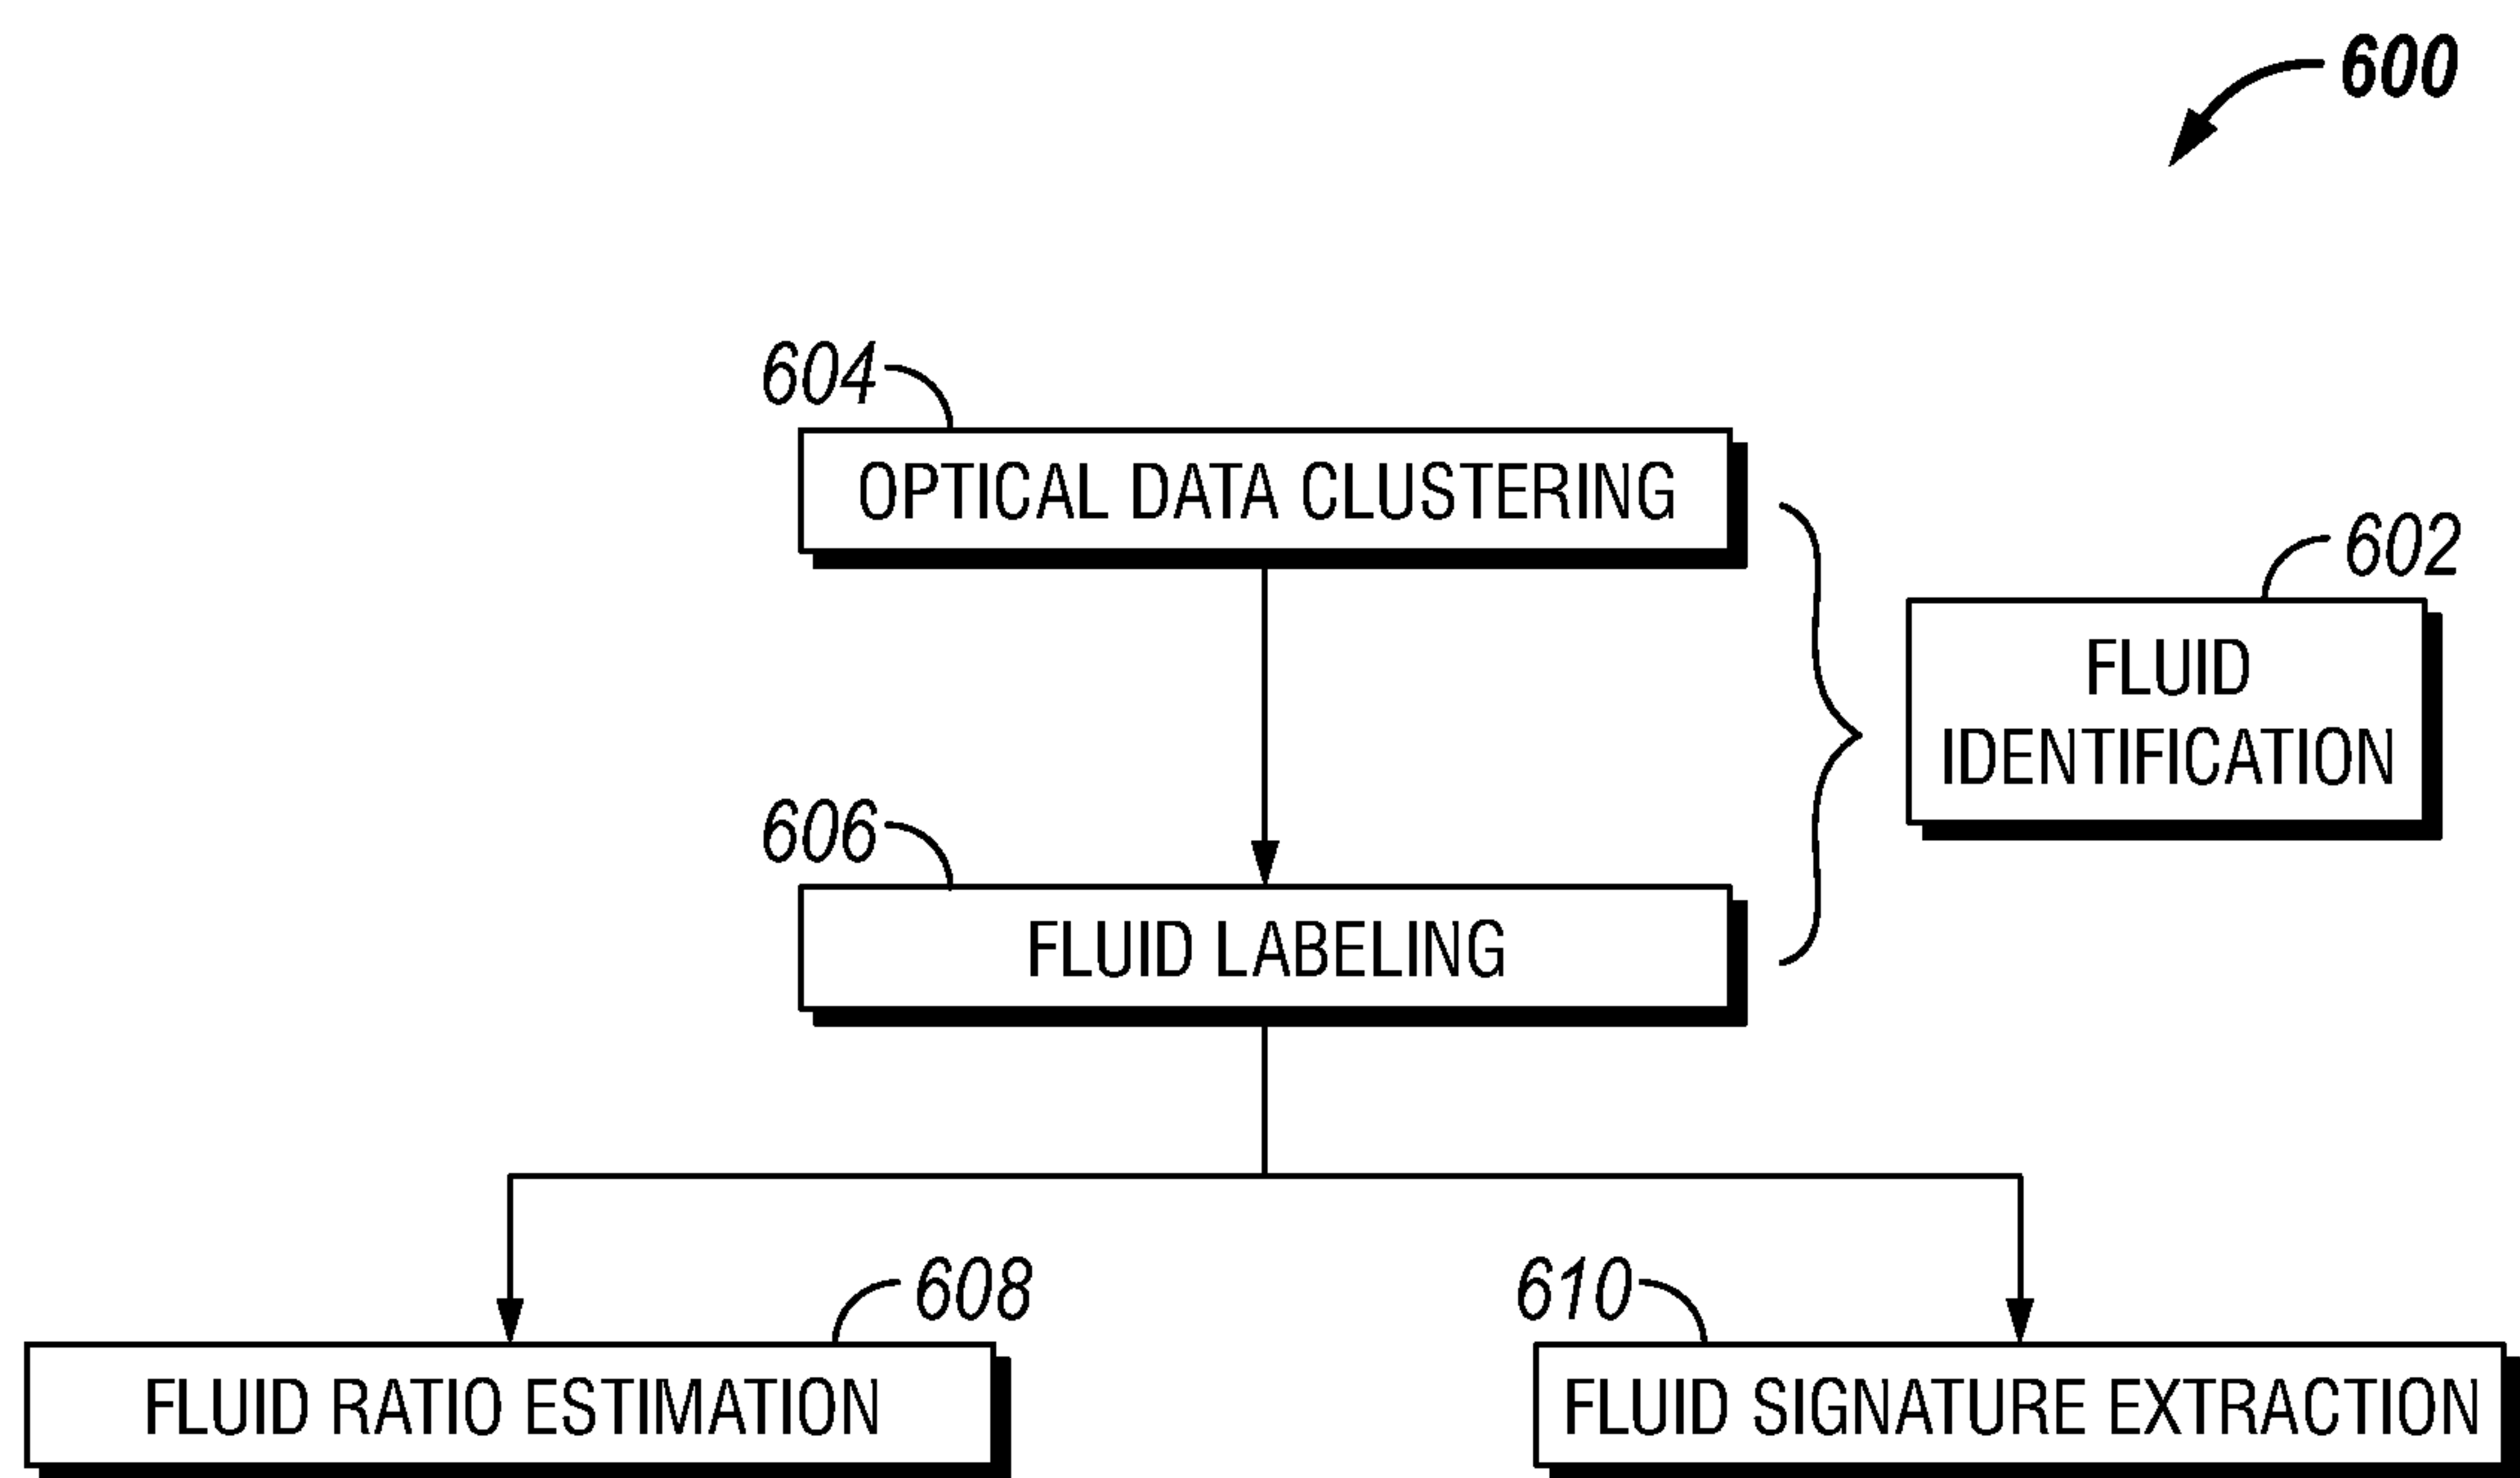 600
604
OPTICAL DATA CLUSTERING
602
FLUID
IDENTIFICATION
606
FLUID LABELING
608
FLUID RATIO ESTIMATION
610
FLUID SIGNATURE EXTRACTION